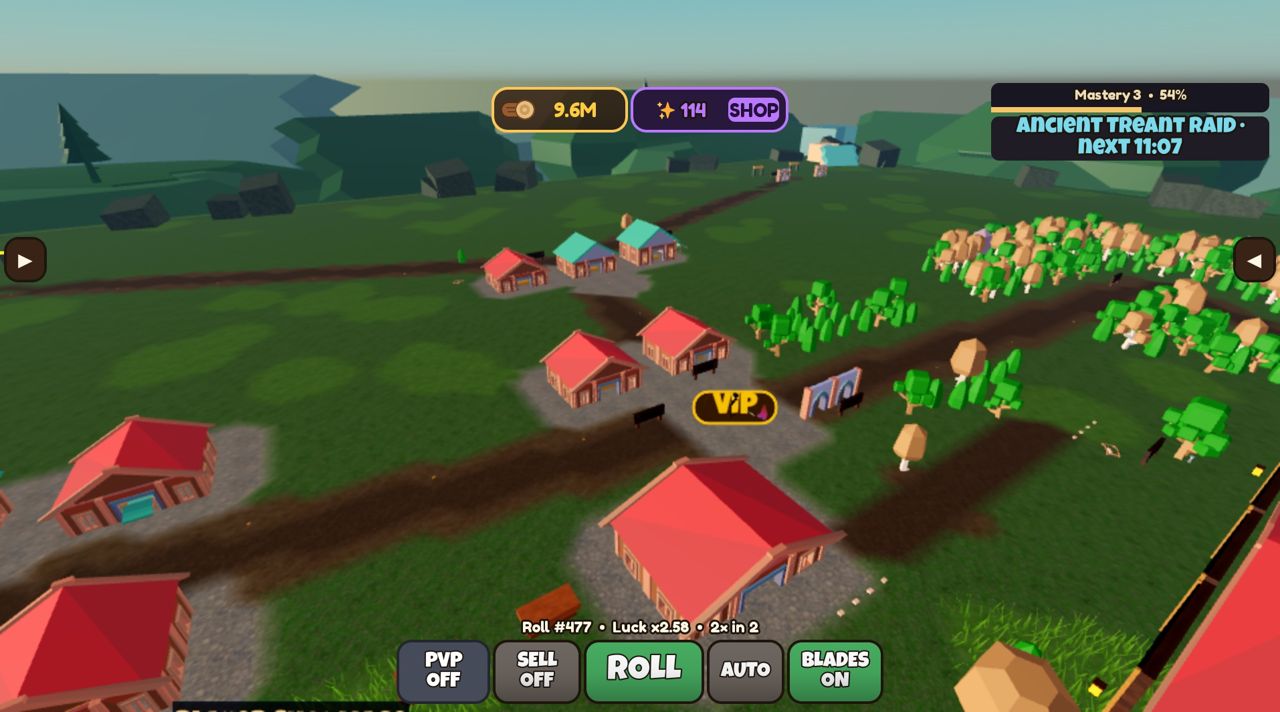 9.6M
114
SHOP
Mastery 3 • 54%
ANCIENT TREANT RAID •
NEXT 11:07
VIP
Roll #477 • Luck x2.58 • 2x in 2
PVP
OFF
SELL
OFF
ROLL
AUTO
BLADES
ON